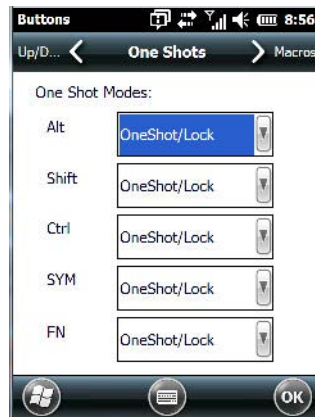 Buttons 8:56
Up/D... One Shots Macros
One Shot Modes:
Alt OneShot/Lock
Shift OneShot/Lock
Ctrl OneShot/Lock
SYM OneShot/Lock
FN OneShot/Lock
OK